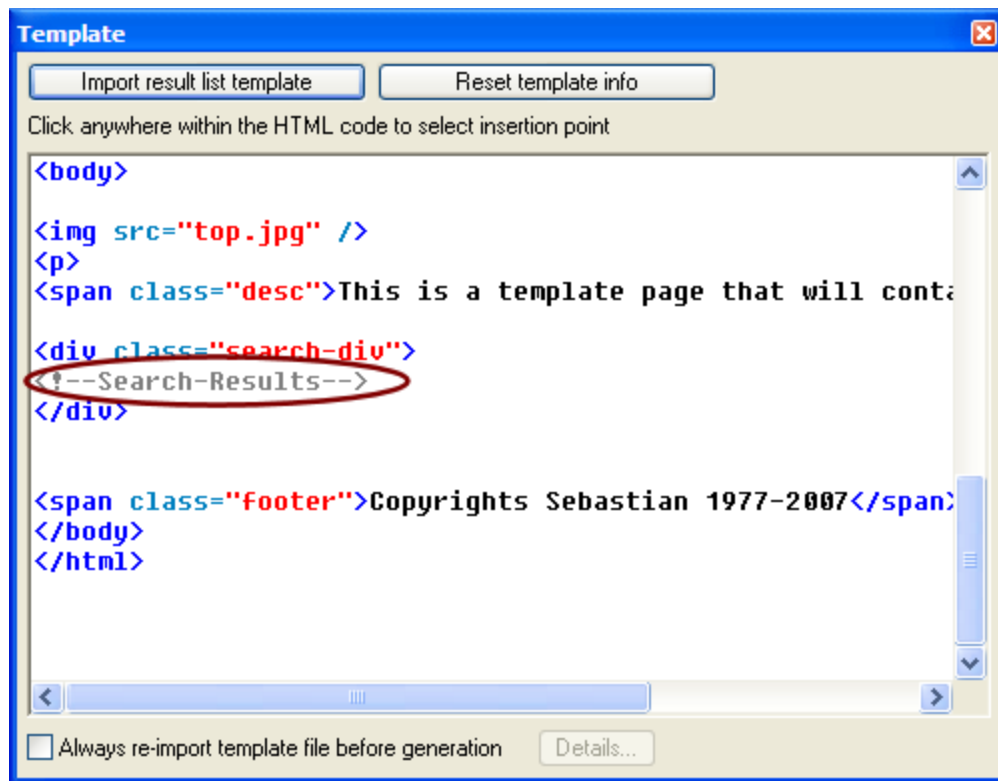 Template
Import result list template
Reset template info
Click anywhere within the HTML code to select insertion point
<body>
<img src="top.jpg" />
<p>
<span class="desc">This is a template page that will conta
<div class="search-div">
<!--Search-Results-->
</div>
<span class="footer">Copyrights Sebastian 1977-2007</span>
</body>
</html>
Always re-import template file before generation
Details...